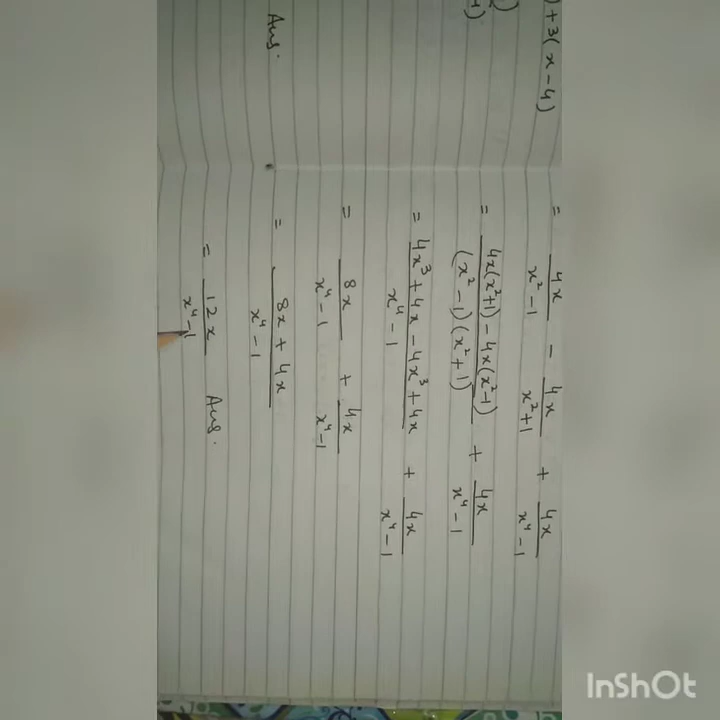 ) + 3(x - 4)
)
Ans.
= 4x/(x² - 1) - 4x/(x² + 1) + 4x/(x⁴ - 1)
= (4x(x²+1) - 4x(x²-1))/((x² - 1)(x² + 1)) + 4x/(x⁴ - 1)
= (4x³ + 4x - 4x³ + 4x)/(x⁴ - 1) + 4x/(x⁴ - 1)
= 8x/(x⁴ - 1) + 4x/(x⁴ - 1)
= (8x + 4x)/(x⁴ - 1)
= 12x/(x⁴ - 1) Ans.
InShOt